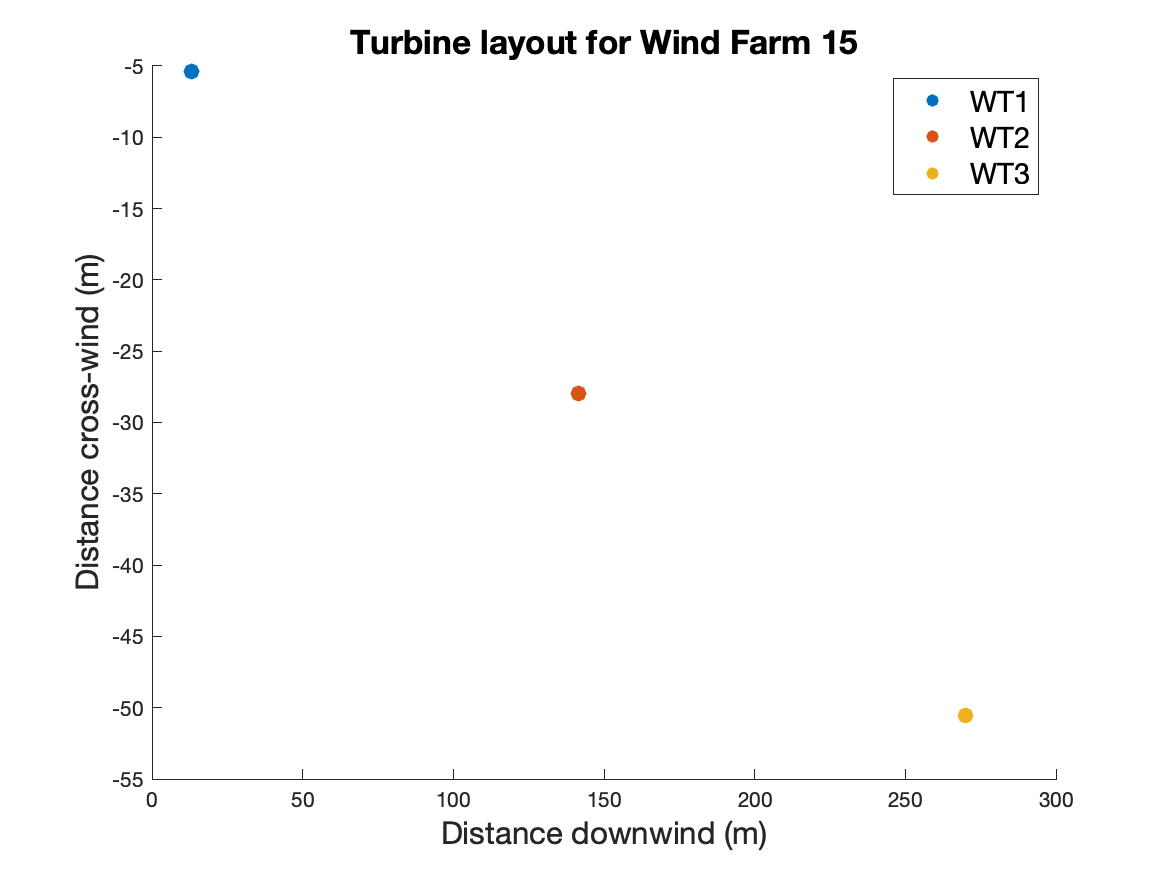 Turbine layout for Wind Farm 15
WT1
WT2
WT3
-5
-10
-15
-20
-25
-30
-35
-40
-45
-50
-55
Distance cross-wind (m)
0 50 100 150 200 250 300
Distance downwind (m)